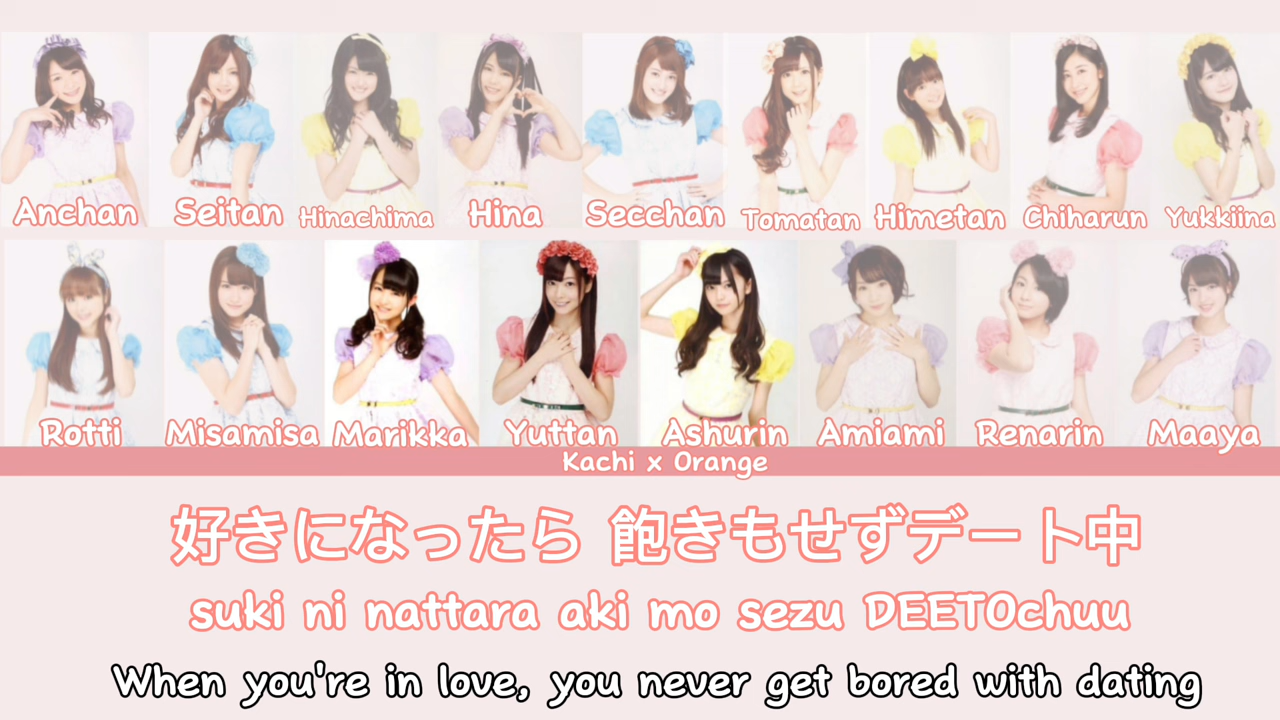 Anchan Seitan Hinachima Hina Secchan Tomatan Himetan Chiharun Yukkiina
Rotti Misamisa Marikka Yuttan Ashurin Amiami Renarin Maaya
Kachi x Orange
好きになったら 飽きもせずデート中
suki ni nattara aki mo sezu DEETOchuu
When you're in love, you never get bored with dating